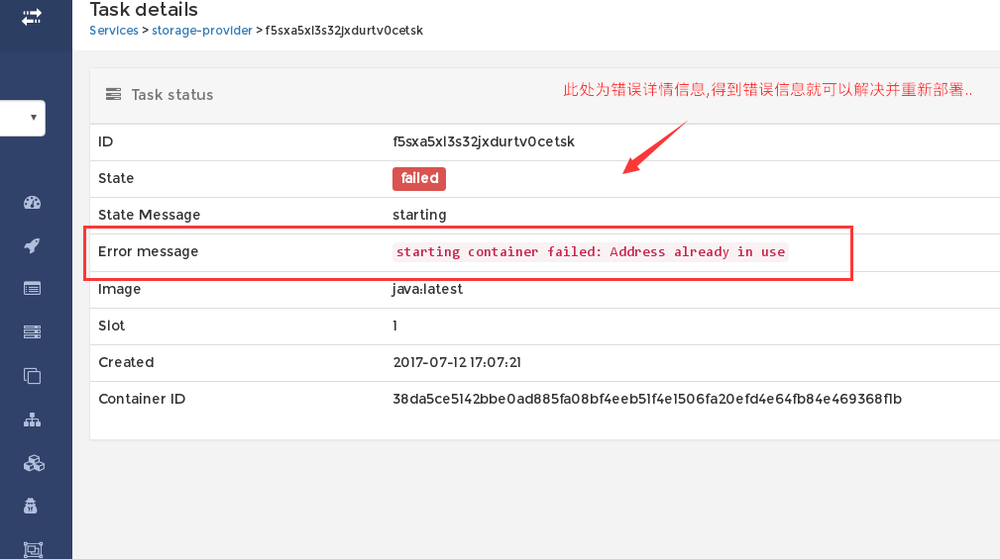 Task details
Services > storage-provider > f5sxa5xl3s32jxdurtv0cetsk
Task status
此处为错误详情信息,得到错误信息就可以解决并重新部署..
ID f5sxa5xl3s32jxdurtv0cetsk
State failed
State Message starting
Error message starting container failed: Address already in use
Image java:latest
Slot 1
Created 2017-07-12 17:07:21
Container ID 38da5ce5142bbe0ad885fa08bf4eeb51f4e1506fa20efd4e64fb84e469368f1b